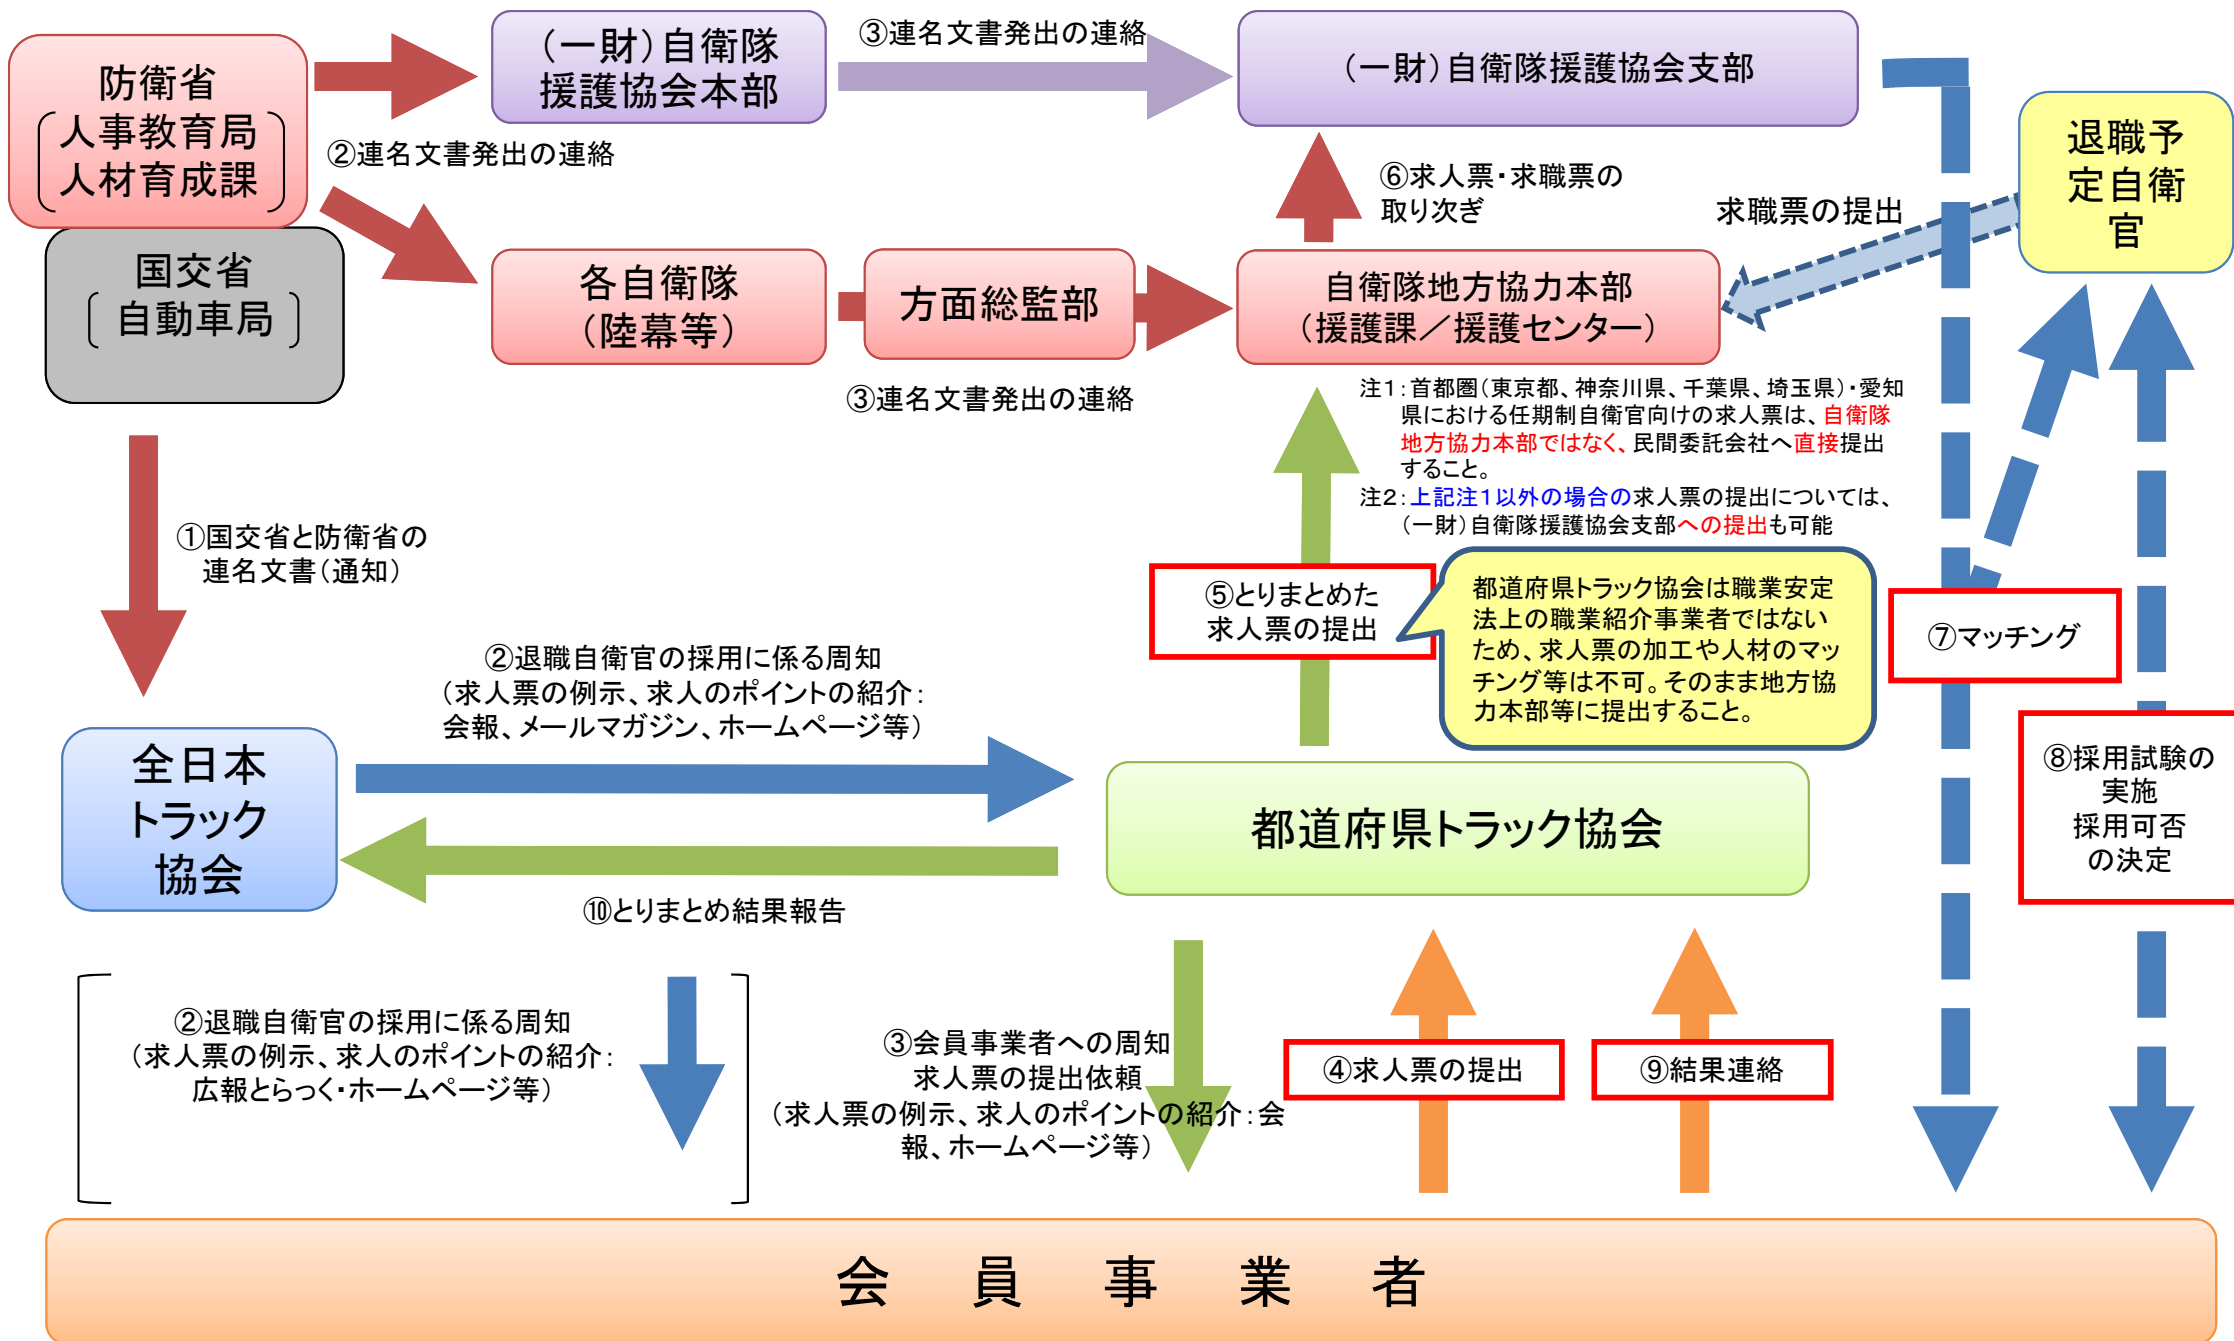 防衛省
人事教育局
人材育成課
国交省
自動車局
(一財)自衛隊
援護協会本部
③連名文書発出の連絡
(一財)自衛隊援護協会支部
②連名文書発出の連絡
各自衛隊
(陸幕等)
方面総監部
③連名文書発出の連絡
自衛隊地方協力本部
(援護課/援護センター)
⑥求人票・求職票の
取り次ぎ
求職票の提出
退職予
定自衛
官
注1:首都圏(東京都、神奈川県、千葉県、埼玉県)・愛知
県における任期制自衛官向けの求人票は、自衛隊
地方協力本部ではなく、民間委託会社へ直接提出
すること。
注2:上記注1以外の場合の求人票の提出については、
(一財)自衛隊援護協会支部への提出も可能
①国交省と防衛省の
連名文書(通知)
⑤とりまとめた
求人票の提出
都道府県トラック協会は職業安定
法上の職業紹介事業者ではない
ため、求人票の加工や人材のマッ
チング等は不可。そのまま地方協
力本部等に提出すること。
⑦マッチング
②退職自衛官の採用に係る周知
(求人票の例示、求人のポイントの紹介:
会報、メールマガジン、ホームページ等)
⑧採用試験の
実施
採用可否
の決定
全日本
トラック
協会
都道府県トラック協会
⑩とりまとめ結果報告
②退職自衛官の採用に係る周知
(求人票の例示、求人のポイントの紹介:
広報とらっく・ホームページ等)
③会員事業者への周知
求人票の提出依頼
(求人票の例示、求人のポイントの紹介:会
報、ホームページ等)
④求人票の提出
⑨結果連絡
会員事業者